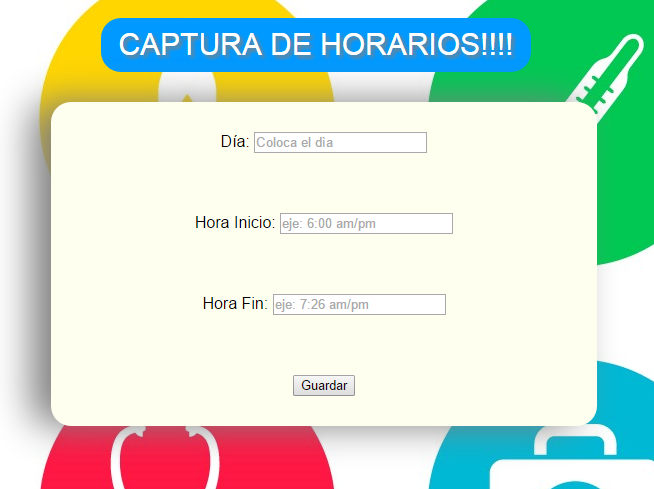 CAPTURA DE HORARIOS!!!!
Día: Coloca el dia
Hora Inicio: eje: 6:00 am/pm
Hora Fin: eje: 7:26 am/pm
Guardar